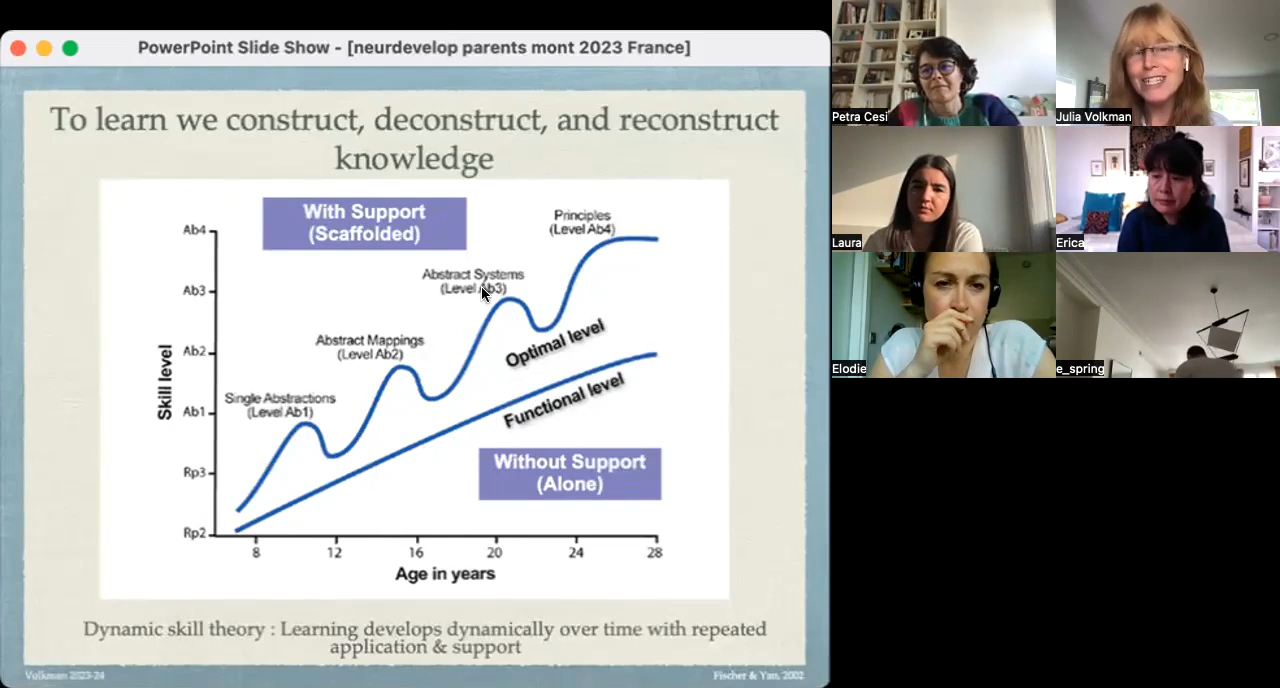 PowerPoint Slide Show - [neurdevelop parents mont 2023 France]
To learn we construct, deconstruct, and reconstruct
knowledge
With Support
(Scaffolded)
Principles
(Level Ab4)
Abstract Systems
(Level Ab3)
Abstract Mappings
(Level Ab2)
Single Abstractions
(Level Ab1)
Optimal level
Functional level
Without Support
(Alone)
Skill level
Ab4
Ab3
Ab2
Ab1
Rp3
Rp2
8 12 16 20 24 28
Age in years
Dynamic skill theory : Learning develops dynamically over time with repeated
application & support
Volkman 2023-24
Fischer & Yan, 2002
Petra Cesi
Julia Volkman
Laura
Erica
Elodie
e_spring